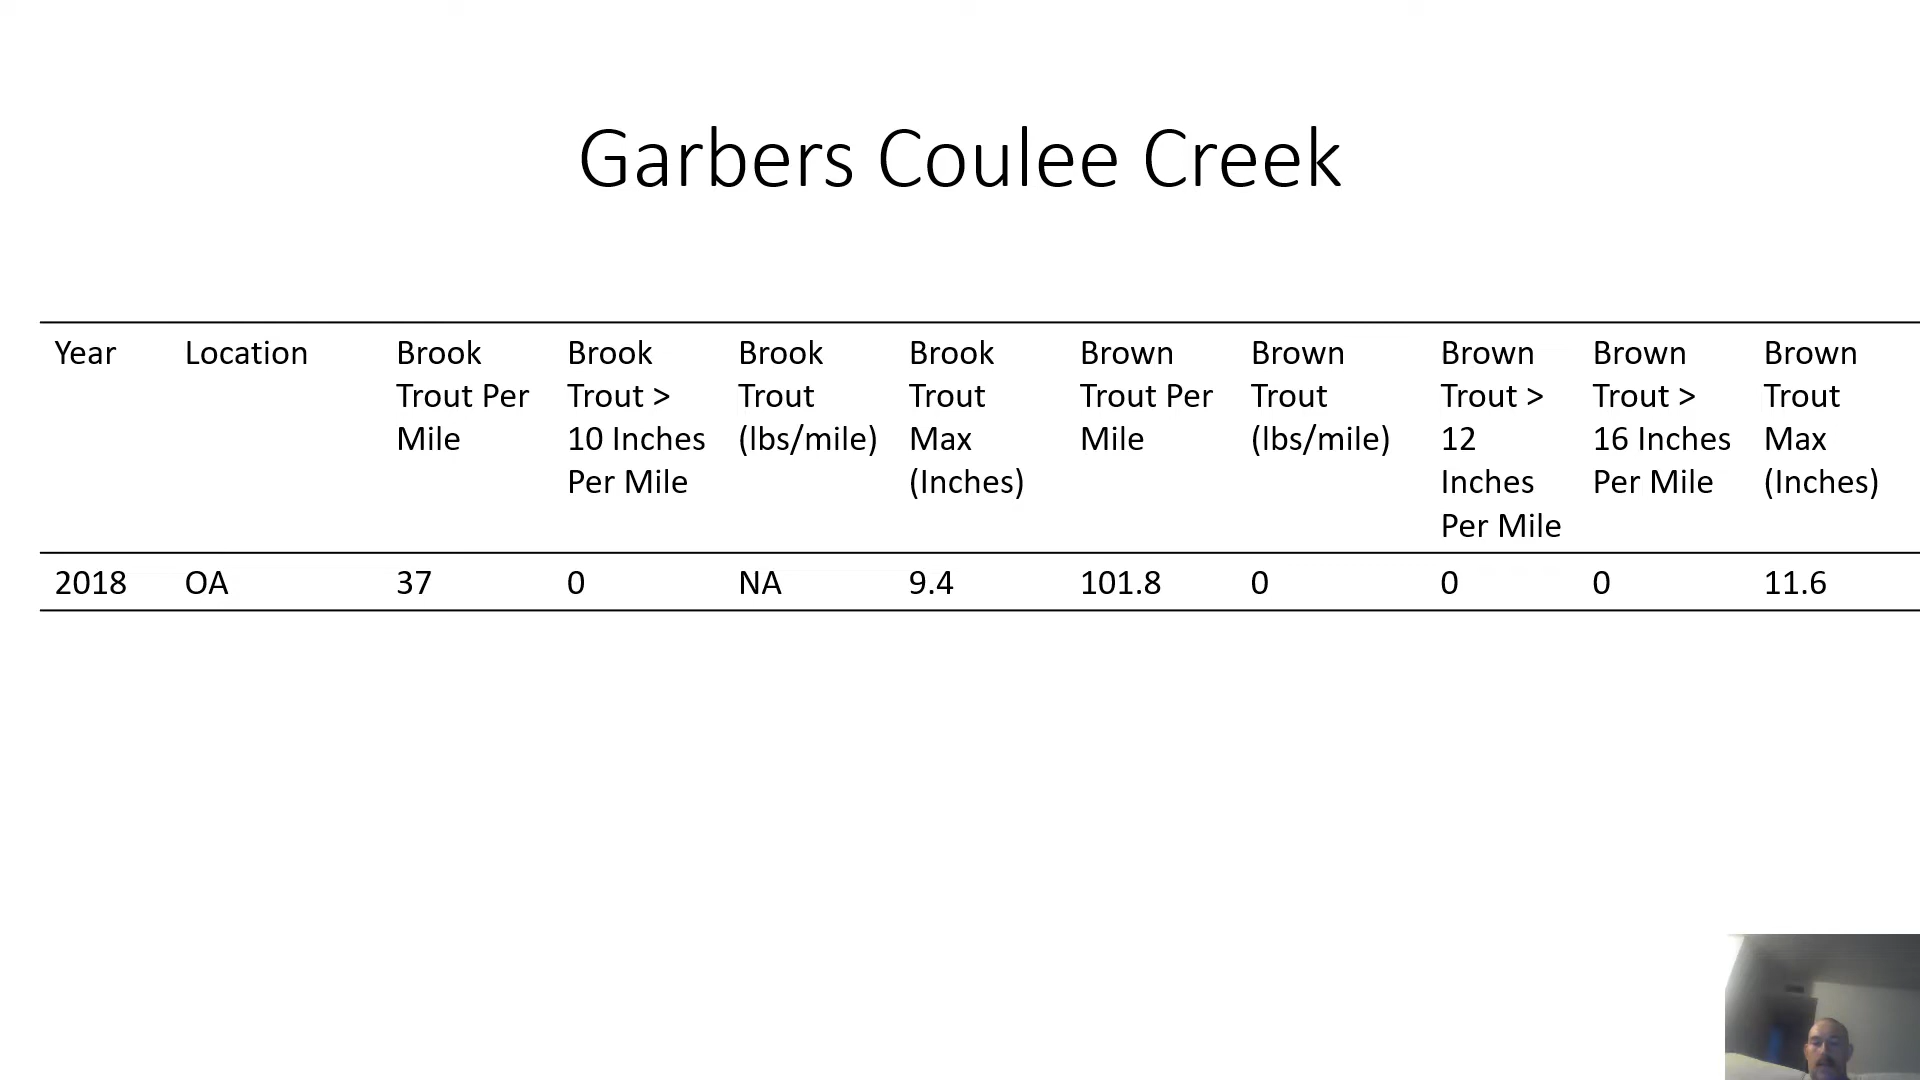 Garbers Coulee Creek
Year Location Brook Brook Brook Brook Brown Brown Brown Brown Brown
Trout Per Trout > Trout Trout Trout Per Trout Trout > Trout > Trout
Mile 10 Inches (lbs/mile) Max Mile (lbs/mile) 12 16 Inches Max
Per Mile (Inches) Inches Per Mile (Inches)
Per Mile
2018 OA 37 0 NA 9.4 101.8 0 0 0 11.6